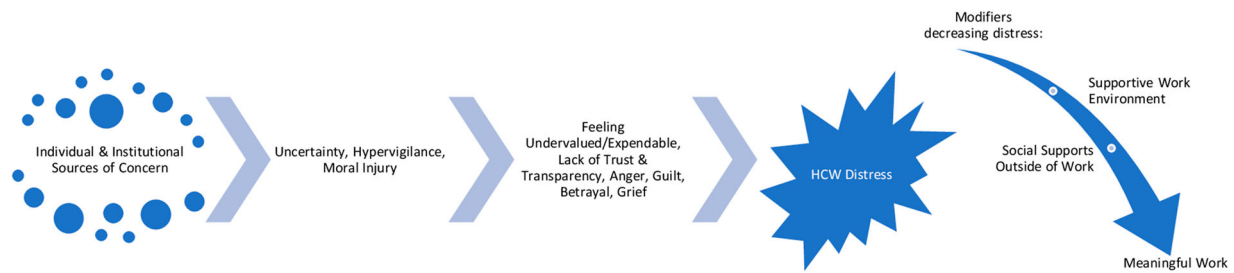 Individual & Institutional
Sources of Concern
Uncertainty, Hypervigilance,
Moral Injury
Feeling
Undervalued/Expendable,
Lack of Trust &
Transparency, Anger, Guilt,
Betrayal, Grief
HCW Distress
Modifiers
decreasing distress:
Supportive Work
Environment
Social Supports
Outside of Work
Meaningful Work